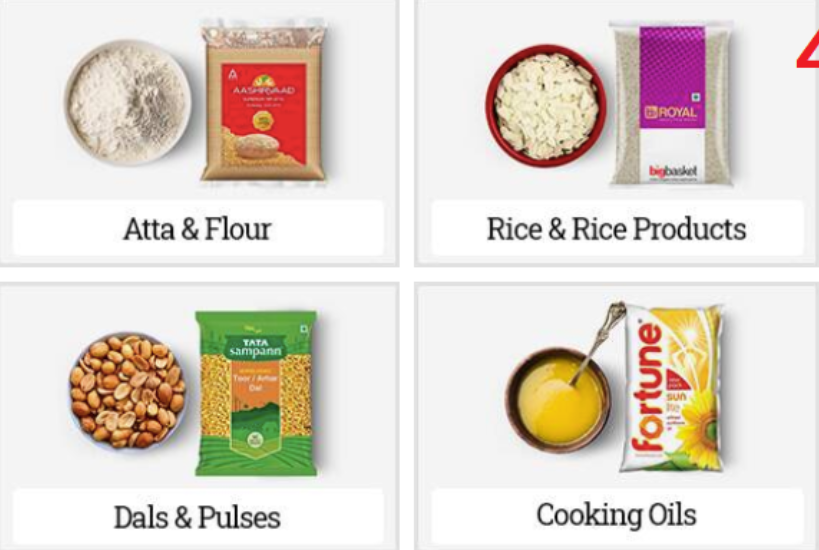 AASHIRVAAD
bb ROYAL
bigbasket
Atta & Flour
Rice & Rice Products
TATA
sampann
Toor / Arhar
Dal
fortune
SUN
lite
Dals & Pulses
Cooking Oils